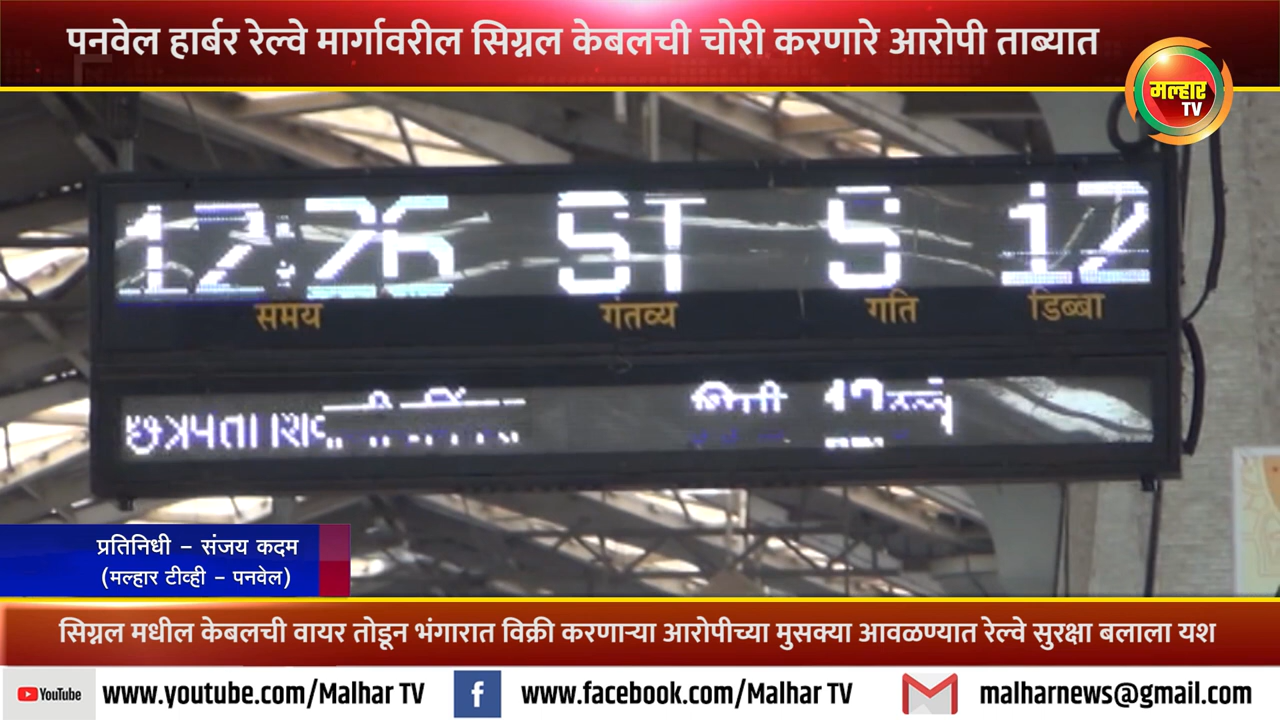 पनवेल हार्बर रेल्वे मार्गावरील सिग्नल केबलची चोरी करणारे आरोपी ताब्यात
मल्हार
TV
12:26 ST S 12
समय गंतव्य गति डिब्बा
प्रतिनिधी - संजय कदम
(मल्हार टीव्ही - पनवेल)
सिग्नल मधील केबलची वायर तोडून भंगारात विक्री करणाऱ्या आरोपीच्या मुसक्या आवळण्यात रेल्वे सुरक्षा बलाला यश
YouTube www.youtube.com/Malhar TV f www.facebook.com/Malhar TV malharnews@gmail.com